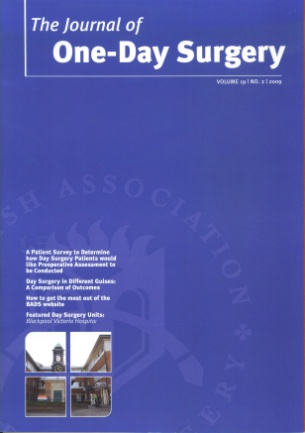 The Journal of
One-Day Surgery
VOLUME 19 | NO. 2 | 2009
SH ASSOCIATION
ERY
A Patient Survey to Determine
how Day Surgery Patients would
like Preoperative Assessment to
be Conducted
Day Surgery in Different Guises:
A Comparison of Outcomes
How to get the most out of the
BADS website
Featured Day Surgery Units:
Blackpool Victoria Hospital